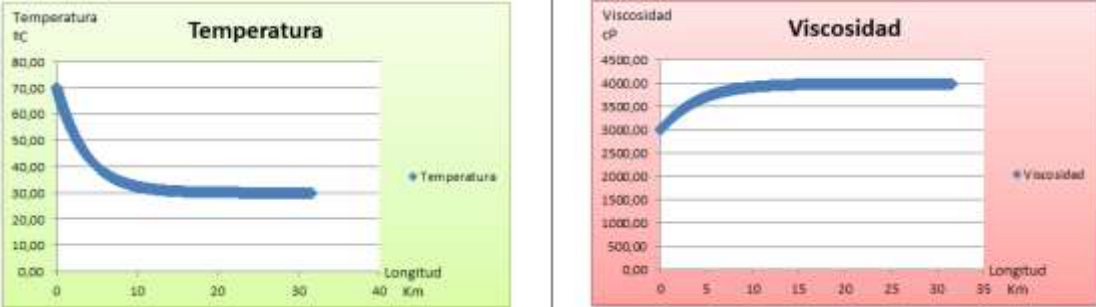 Temperatura
ºC
Temperatura
80,00
70,00
60,00
50,00
40,00
30,00
20,00
10,00
0,00
0
10
20
30
40
Longitud
Km
Temperatura
Viscosidad
cP
Viscosidad
4500,00
4000,00
3500,00
3000,00
2500,00
2000,00
1500,00
1000,00
500,00
0,00
0
5
10
15
20
25
30
35
Longitud
Km
Viscosidad